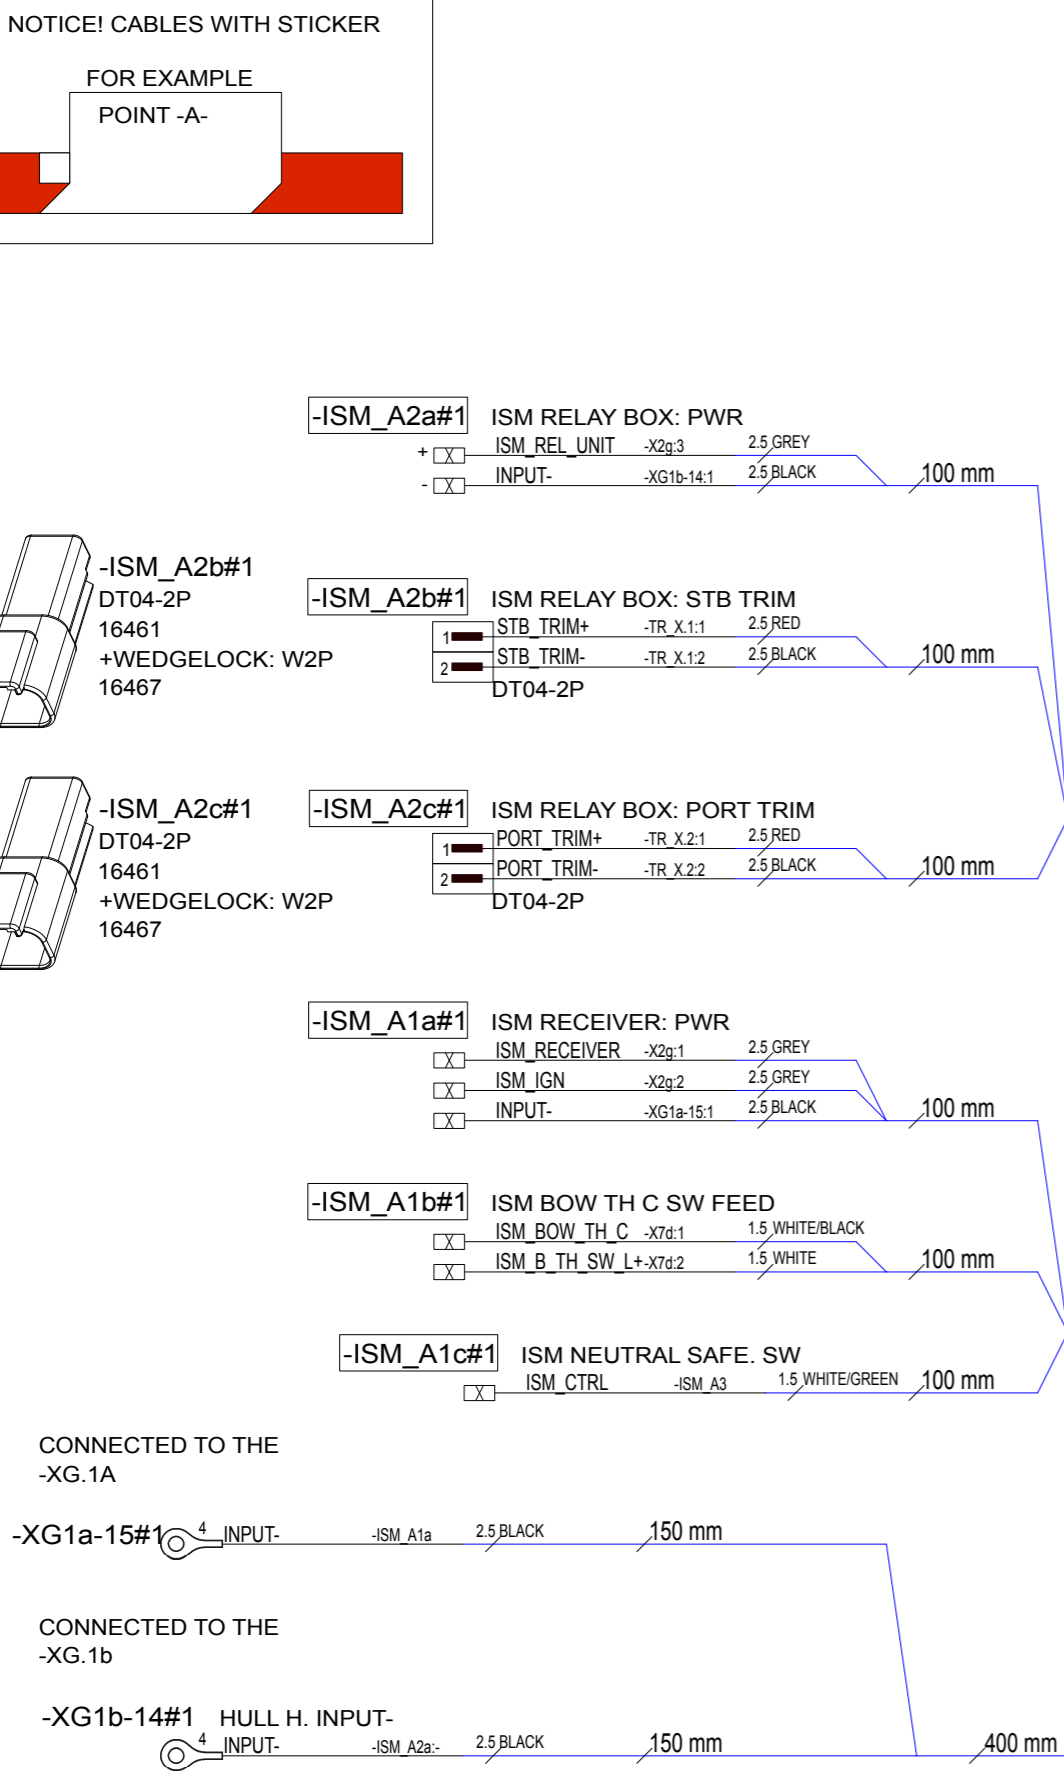 NOTICE! CABLES WITH STICKER
FOR EXAMPLE
POINT -A-
-ISM_A2a#1 ISM RELAY BOX: PWR
+ X ISM_REL_UNIT -X2g:3 2.5 GREY
- X INPUT- -XG1b-14:1 2.5 BLACK 100 mm
-ISM_A2b#1
DT04-2P
16461
+WEDGELOCK: W2P
16467
-ISM_A2b#1 ISM RELAY BOX: STB TRIM
1 STB_TRIM+ -TR_X.1:1 2.5 RED
2 STB_TRIM- -TR_X.1:2 2.5 BLACK 100 mm
DT04-2P
-ISM_A2c#1
DT04-2P
16461
+WEDGELOCK: W2P
16467
-ISM_A2c#1 ISM RELAY BOX: PORT TRIM
1 PORT_TRIM+ -TR_X.2:1 2.5 RED
2 PORT_TRIM- -TR_X.2:2 2.5 BLACK 100 mm
DT04-2P
-ISM_A1a#1 ISM RECEIVER: PWR
X ISM_RECEIVER -X2g:1 2.5 GREY
X ISM_IGN -X2g:2 2.5 GREY
X INPUT- -XG1a-15:1 2.5 BLACK 100 mm
-ISM_A1b#1 ISM BOW TH C SW FEED
X ISM_BOW_TH_C -X7d:1 1.5 WHITE/BLACK
X ISM_B_TH_SW_L+ -X7d:2 1.5 WHITE 100 mm
-ISM_A1c#1 ISM NEUTRAL SAFE. SW
X ISM_CTRL -ISM_A3 1.5 WHITE/GREEN 100 mm
CONNECTED TO THE
-XG.1A
-XG1a-15#1 4 INPUT- -ISM_A1a 2.5 BLACK 150 mm
CONNECTED TO THE
-XG.1b
-XG1b-14#1 HULL H. INPUT-
4 INPUT- -ISM_A2a:- 2.5 BLACK 150 mm 400 mm